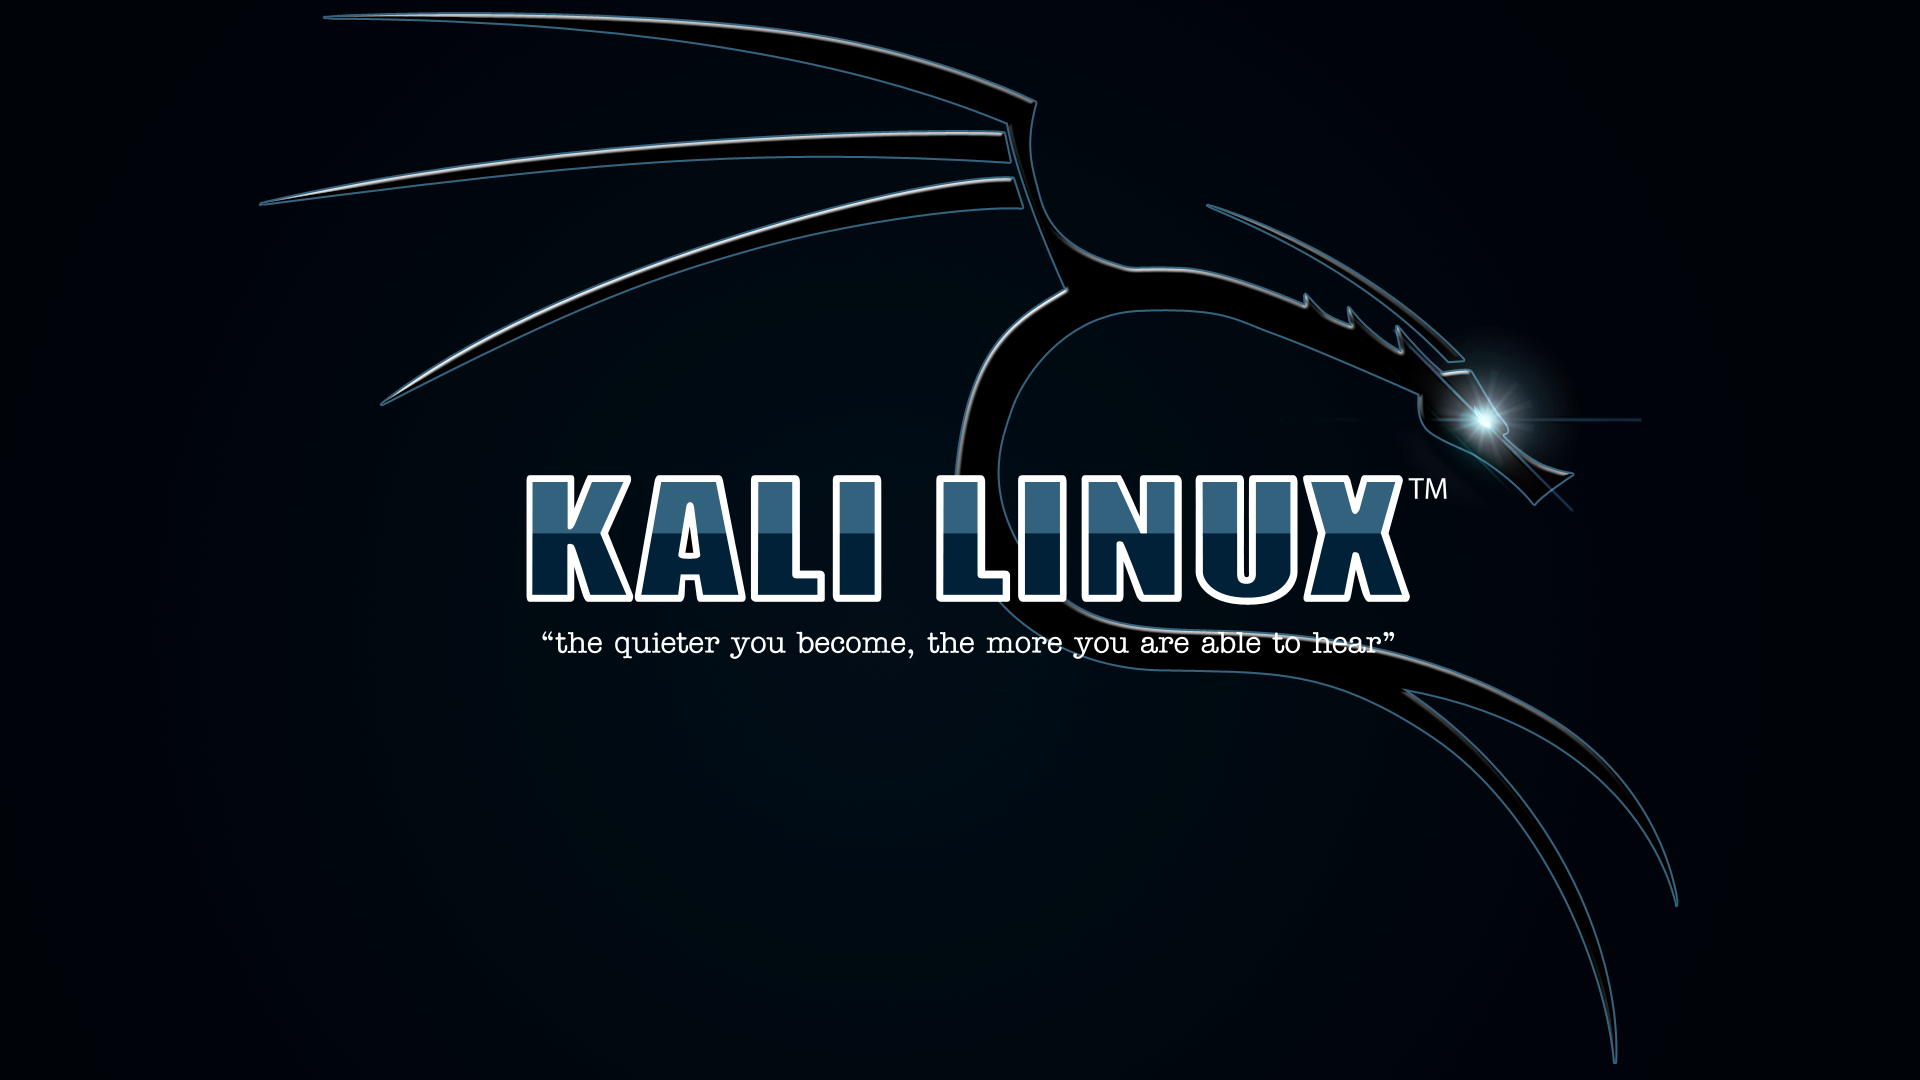 KALI LINUX™
“the quieter you become, the more you are able to hear”